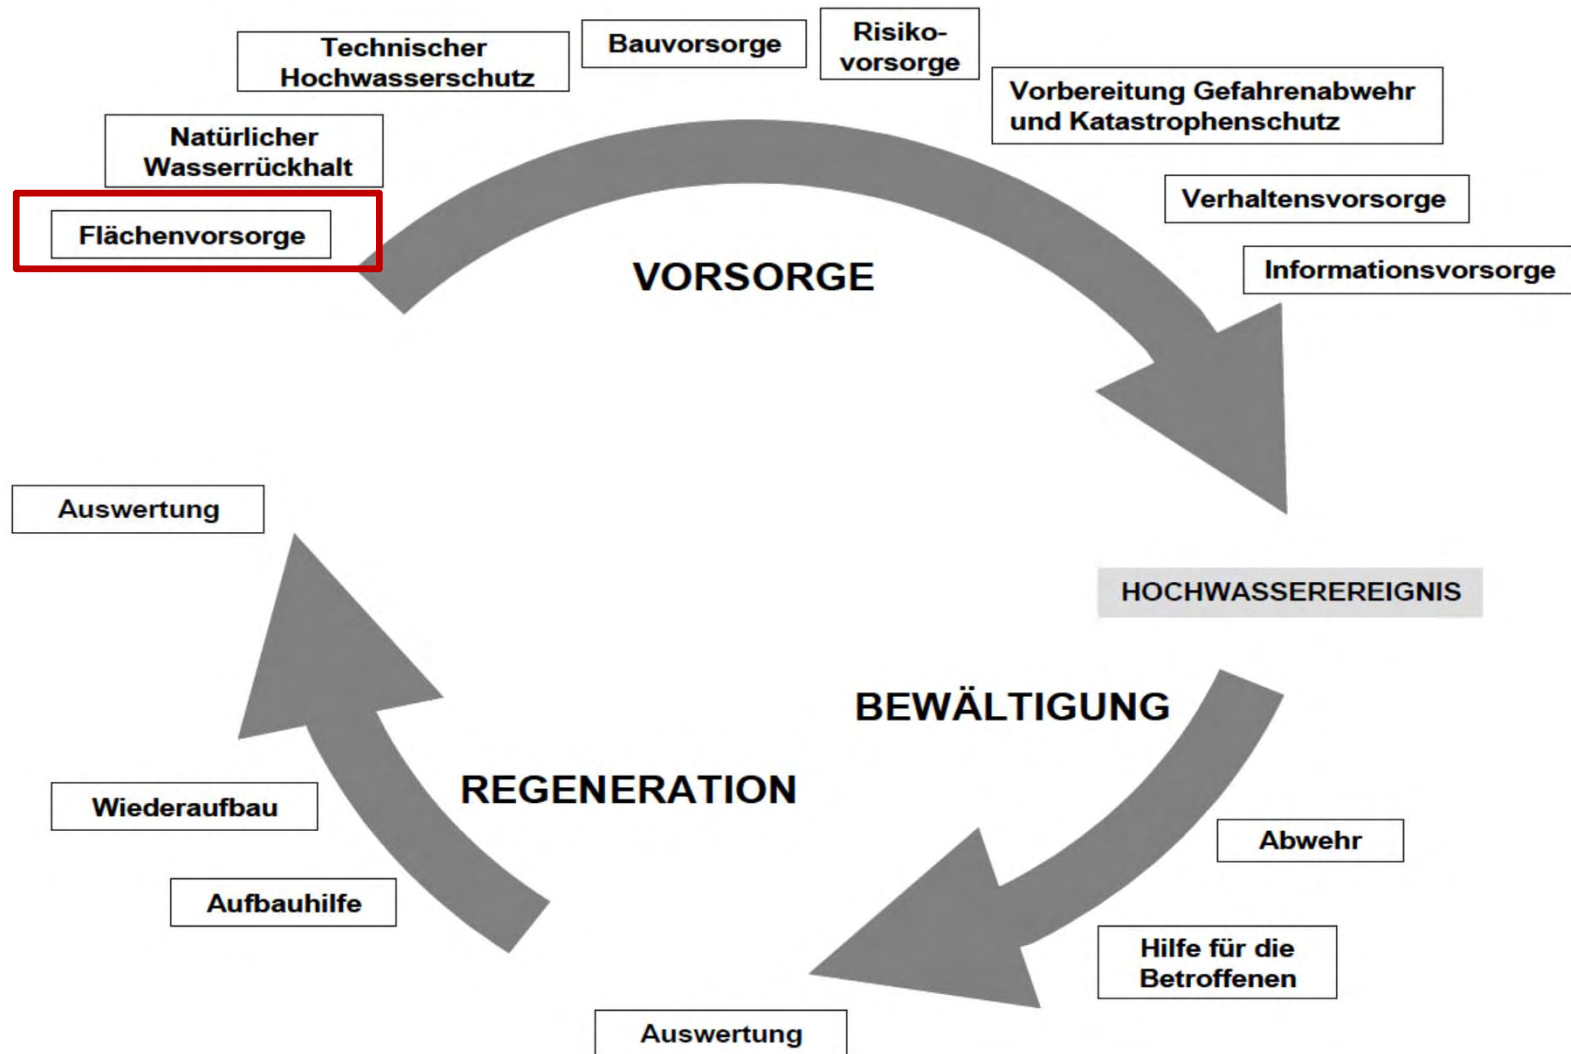 Technischer
Hochwasserschutz
Bauvorsorge
Risiko-
vorsorge
Vorbereitung Gefahrenabwehr
und Katastrophenschutz
Natürlicher
Wasserrückhalt
Verhaltensvorsorge
Flächenvorsorge
Informationsvorsorge
VORSORGE
Auswertung
HOCHWASSEREREIGNIS
BEWÄLTIGUNG
REGENERATION
Wiederaufbau
Abwehr
Aufbauhilfe
Hilfe für die
Betroffenen
Auswertung